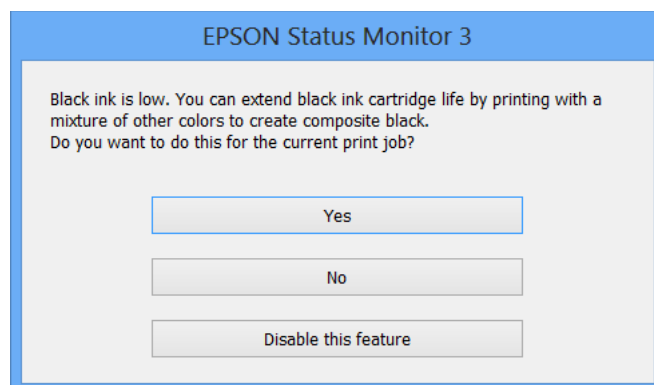 EPSON Status Monitor 3
Black ink is low. You can extend black ink cartridge life by printing with a
mixture of other colors to create composite black.
Do you want to do this for the current print job?
Yes
No
Disable this feature